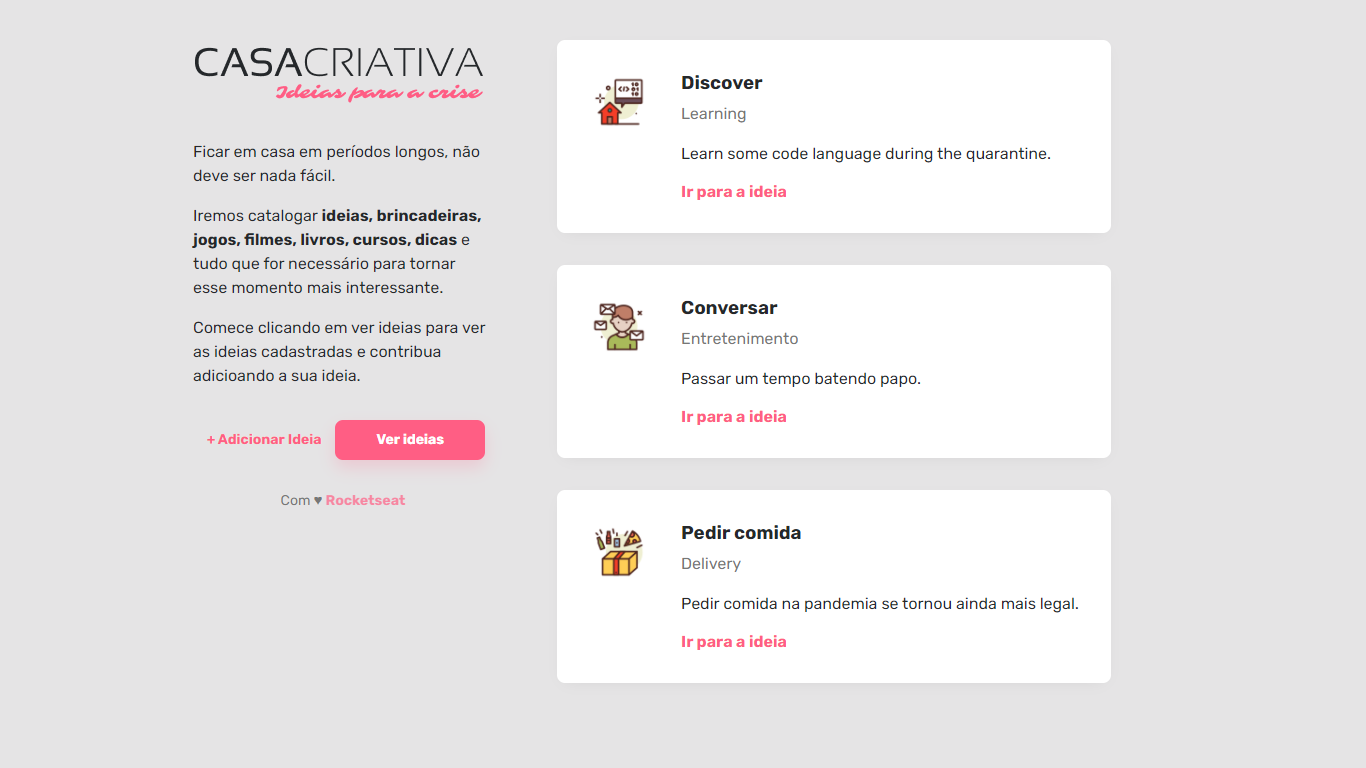 CASACRIATIVA
Ideias para a crise
Ficar em casa em períodos longos, não
deve ser nada fácil.
Iremos catalogar ideias, brincadeiras,
jogos, filmes, livros, cursos, dicas e
tudo que for necessário para tornar
esse momento mais interessante.
Comece clicando em ver ideias para ver
as ideias cadastradas e contribua
adicioando a sua ideia.
+ Adicionar Ideia
Ver ideias
Com ♥ Rocketseat
Discover
Learning
Learn some code language during the quarantine.
Ir para a ideia
Conversar
Entretenimento
Passar um tempo batendo papo.
Ir para a ideia
Pedir comida
Delivery
Pedir comida na pandemia se tornou ainda mais legal.
Ir para a ideia